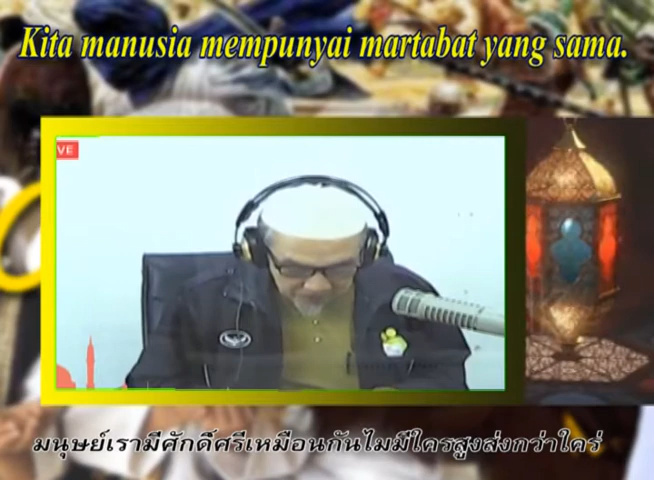 Kita manusia mempunyai martabat yang sama.
VE
มนุษย์เรามีศักดิ์ศรีเหมือนกันไม่มีใครสูงส่งกว่าใคร่